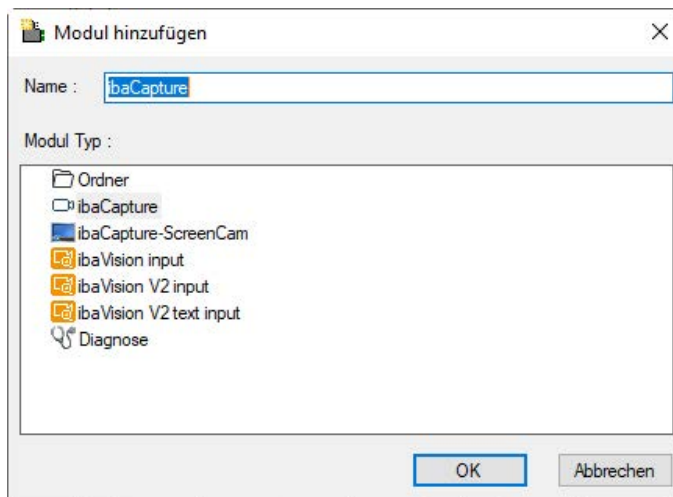 Modul hinzufügen
Name : ibaCapture
Modul Typ :
Ordner
ibaCapture
ibaCapture-ScreenCam
ibaVision input
ibaVision V2 input
ibaVision V2 text input
Diagnose
OK Abbrechen